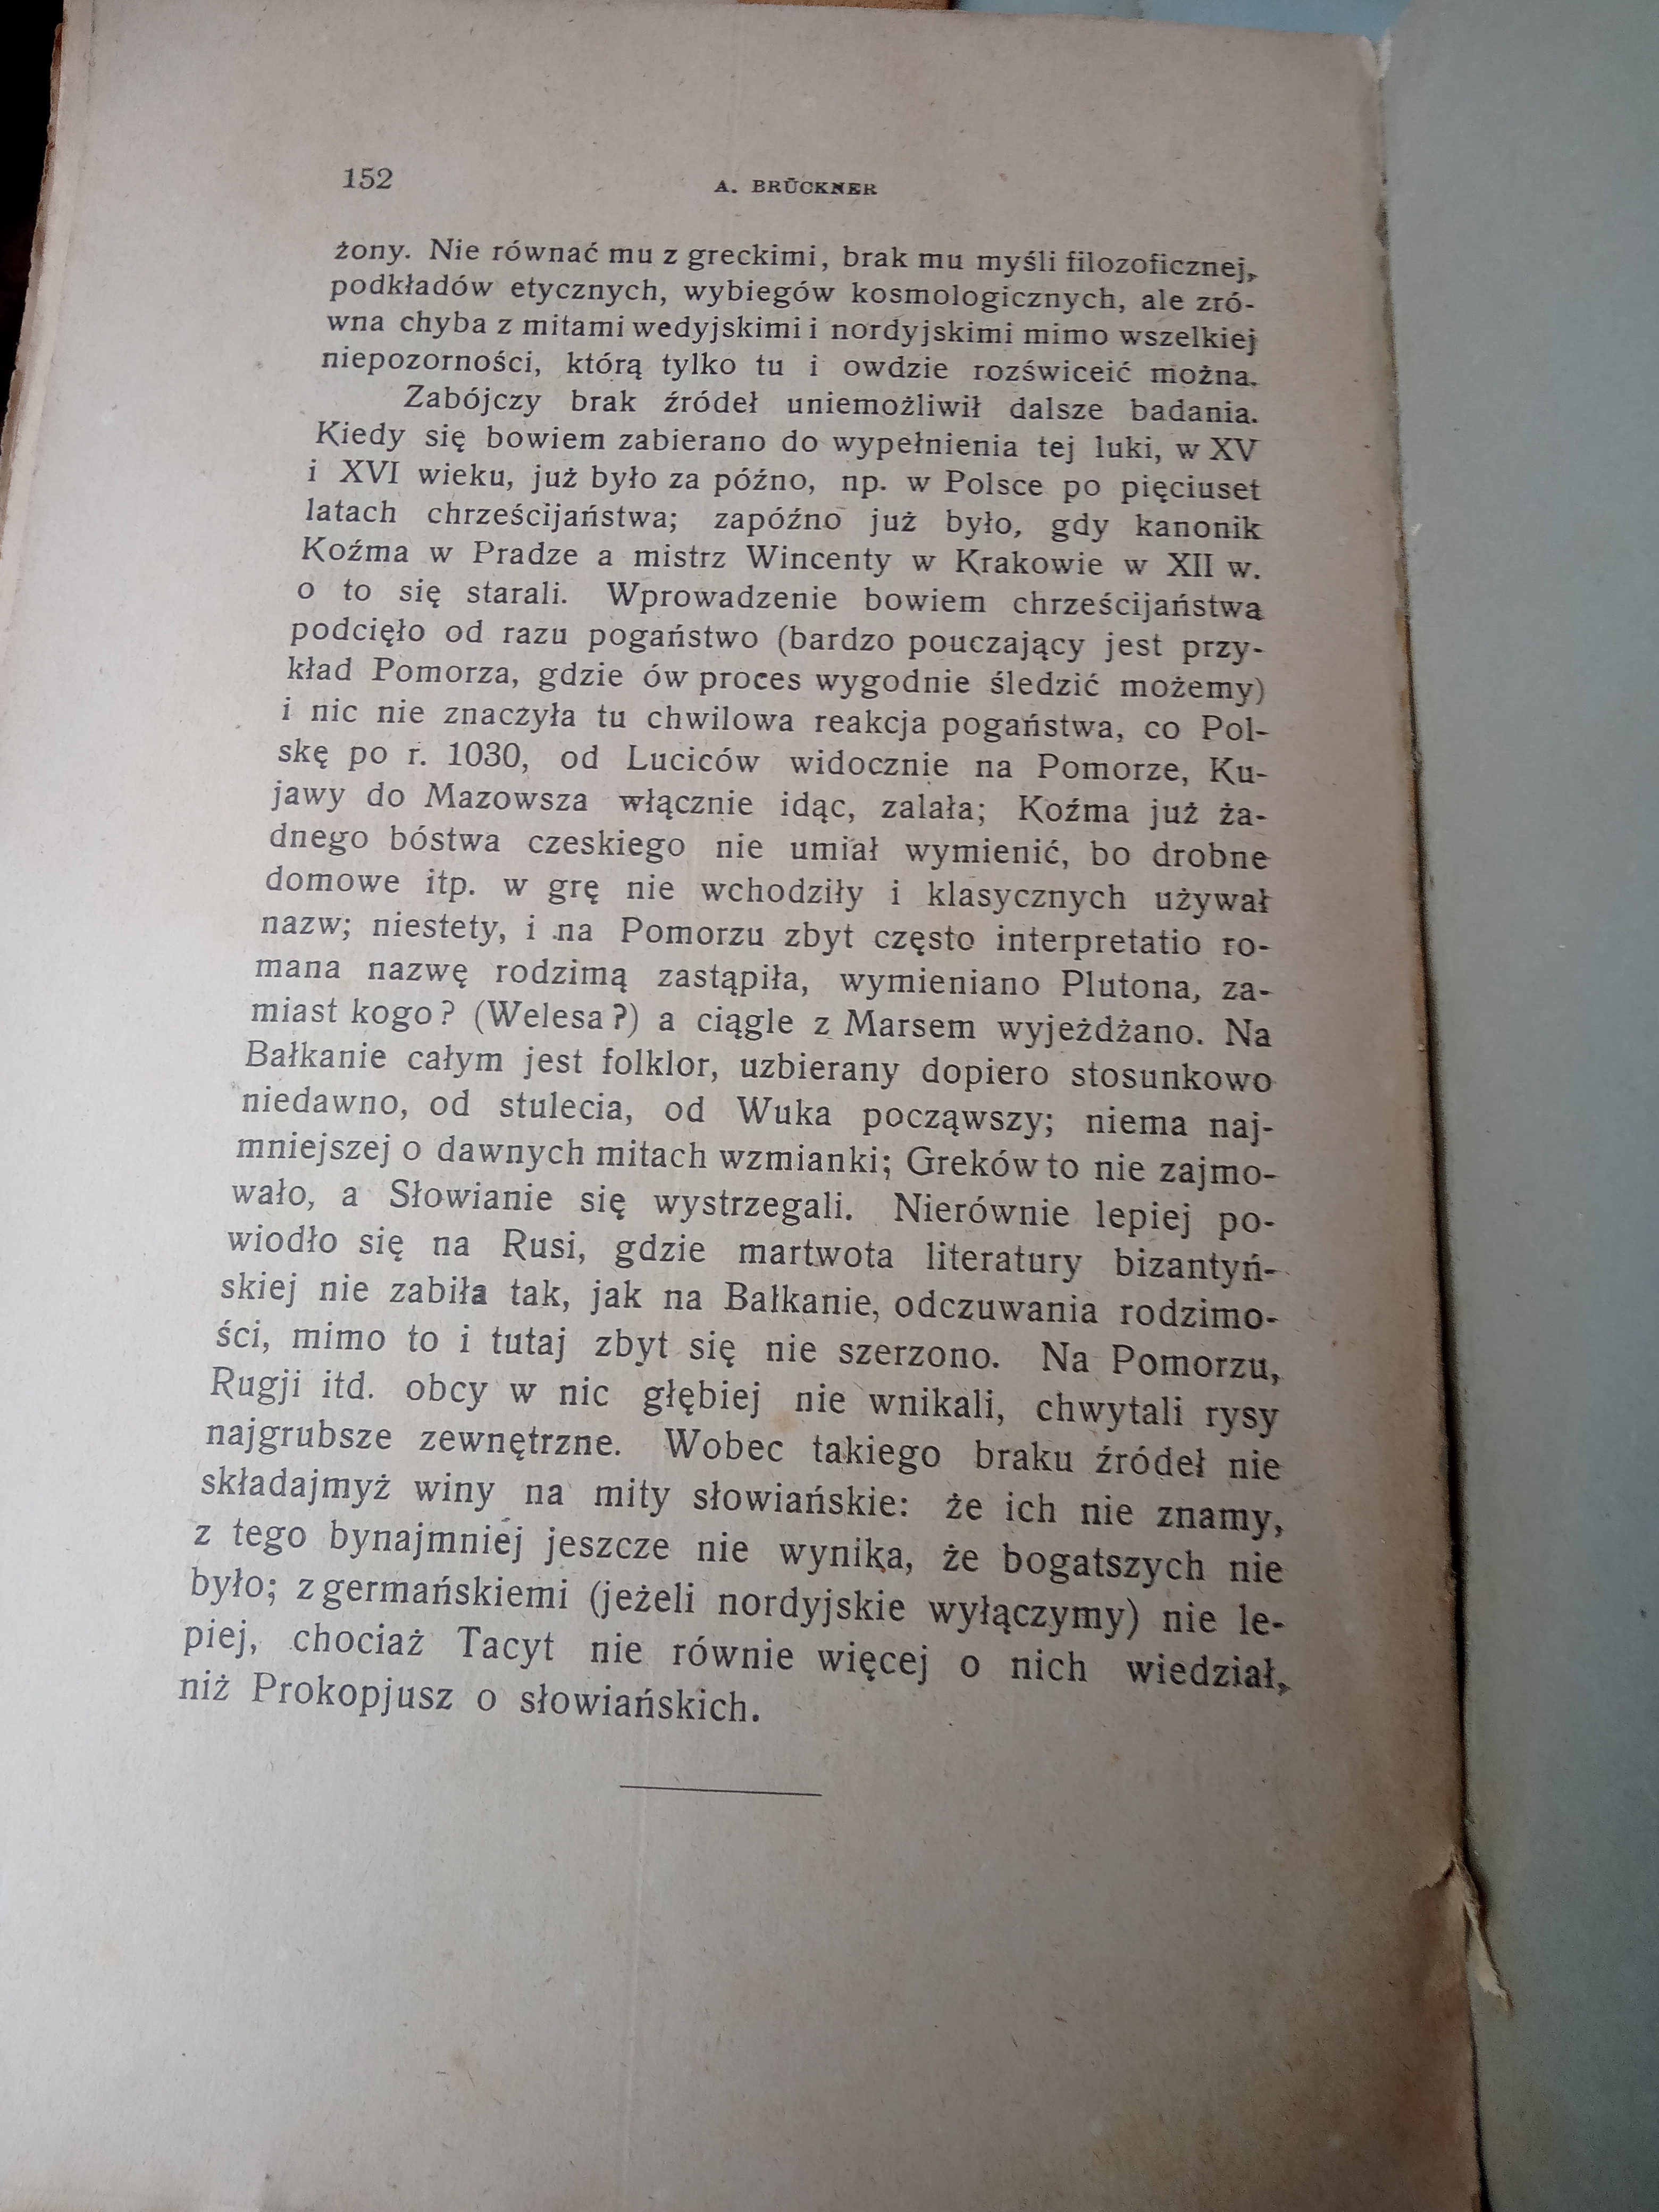 152 A. BRÜCKNER
żony. Nie równać mu z greckimi, brak mu myśli filozoficznej,
podkładów etycznych, wybiegów kosmologicznych, ale zró-
wna chyba z mitami wedyjskimi i nordyjskimi mimo wszelkiej
niepozorności, którą tylko tu i owdzie rozświceić można.
Zabójczy brak źródeł uniemożliwił dalsze badania.
Kiedy się bowiem zabierano do wypełnienia tej luki, w XV
i XVI wieku, już było za późno, np. w Polsce po pięciuset
latach chrześcijaństwa; zapóźno już było, gdy kanonik
Koźma w Pradze a mistrz Wincenty w Krakowie w XII w.
o to się starali. Wprowadzenie bowiem chrześcijaństwa
podcięło od razu pogaństwo (bardzo pouczający jest przy-
kład Pomorza, gdzie ów proces wygodnie śledzić możemy)
i nic nie znaczyła tu chwilowa reakcja pogaństwa, co Pol-
skę po r. 1030, od Luciców widocznie na Pomorze, Ku-
jawy do Mazowsza włącznie idąc, zalała; Koźma już ża-
dnego bóstwa czeskiego nie umiał wymienić, bo drobne
domowe itp. w grę nie wchodziły i klasycznych używał
nazw; niestety, i na Pomorzu zbyt często interpretatio ro-
mana nazwę rodzimą zastąpiła, wymieniano Plutona, za-
miast kogo? (Welesa?) a ciągle z Marsem wyjeżdżano. Na
Bałkanie całym jest folklor, uzbierany dopiero stosunkowo
niedawno, od stulecia, od Wuka począwszy; niema naj-
mniejszej o dawnych mitach wzmianki; Greków to nie zajmo-
wało, a Słowianie się wystrzegali. Nierównie lepiej po-
wiodło się na Rusi, gdzie martwota literatury bizantyń-
skiej nie zabiła tak, jak na Bałkanie, odczuwania rodzimo-
ści, mimo to i tutaj zbyt się nie szerzono. Na Pomorzu,
Rugji itd. obcy w nic głębiej nie wnikali, chwytali rysy
najgrubsze zewnętrzne. Wobec takiego braku źródeł nie
składajmyż winy na mity słowiańskie: że ich nie znamy,
z tego bynajmniej jeszcze nie wynika, że bogatszych nie
było; z germańskiemi (jeżeli nordyjskie wyłączymy) nie le-
piej, chociaż Tacyt nie równie więcej o nich wiedział,
niż Prokopjusz o słowiańskich.